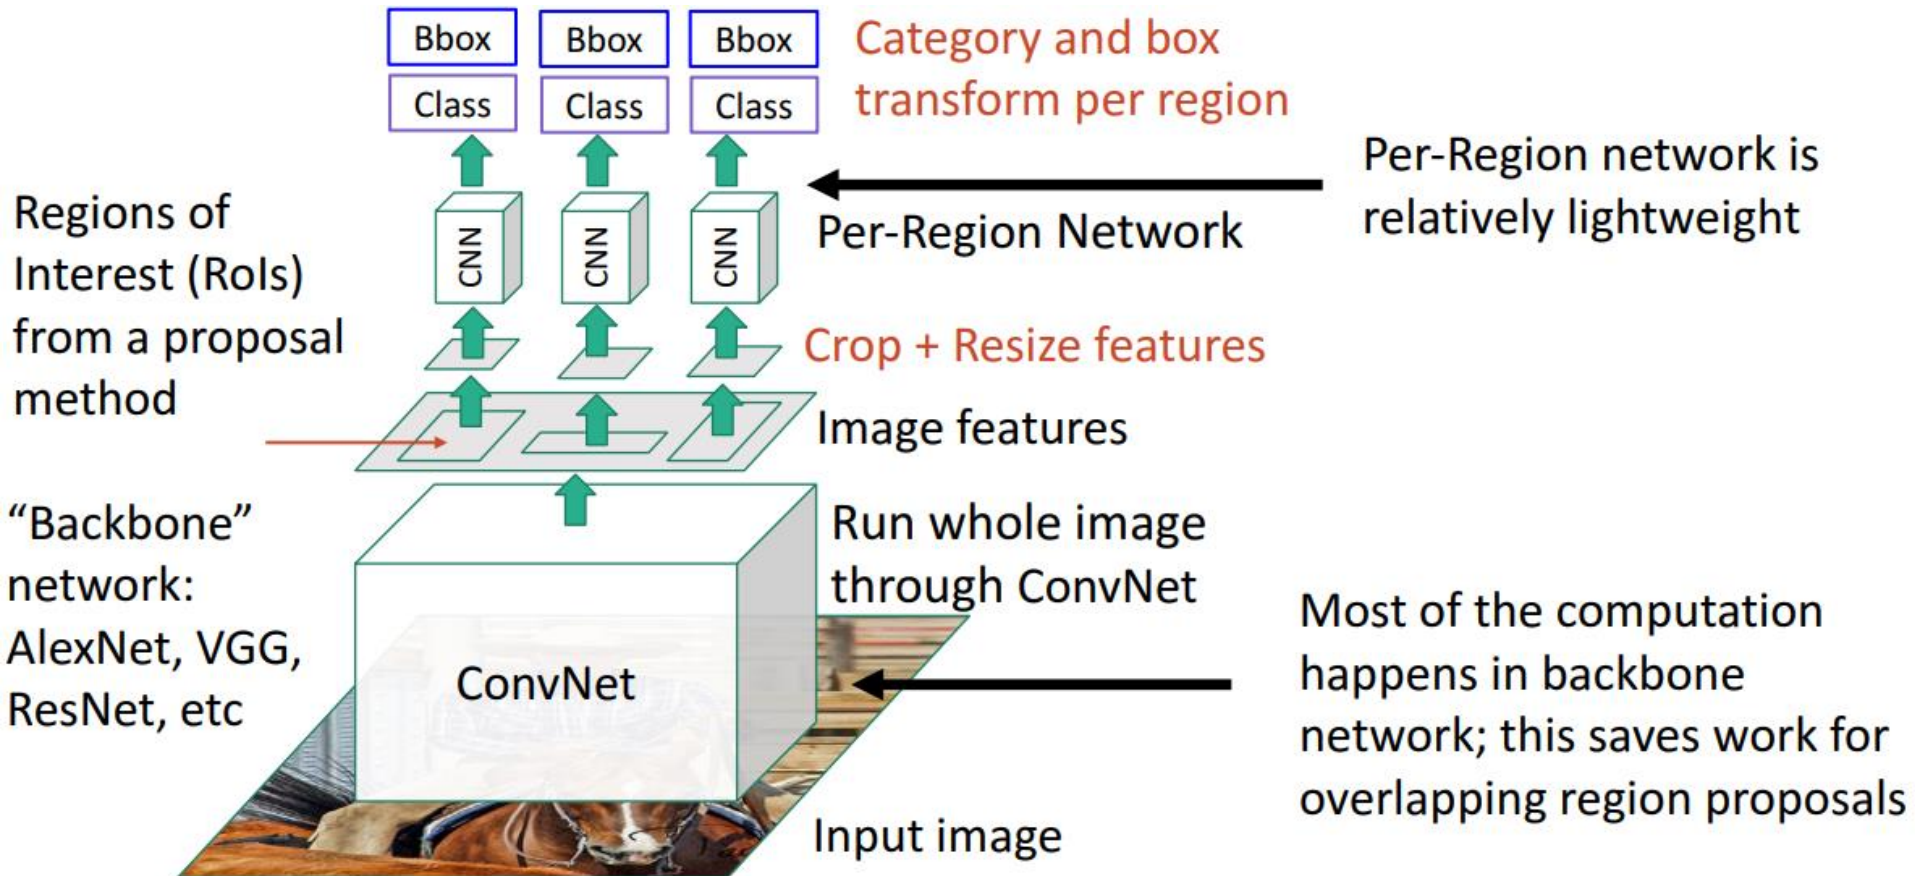 Bbox
Bbox
Bbox
Class
Class
Class
Category and box
transform per region
Per-Region network is
relatively lightweight
Regions of
Interest (RoIs)
from a proposal
method
CNN
CNN
CNN
Per-Region Network
Crop + Resize features
Image features
“Backbone”
network:
AlexNet, VGG,
ResNet, etc
Run whole image
through ConvNet
ConvNet
Most of the computation
happens in backbone
network; this saves work for
overlapping region proposals
Input image